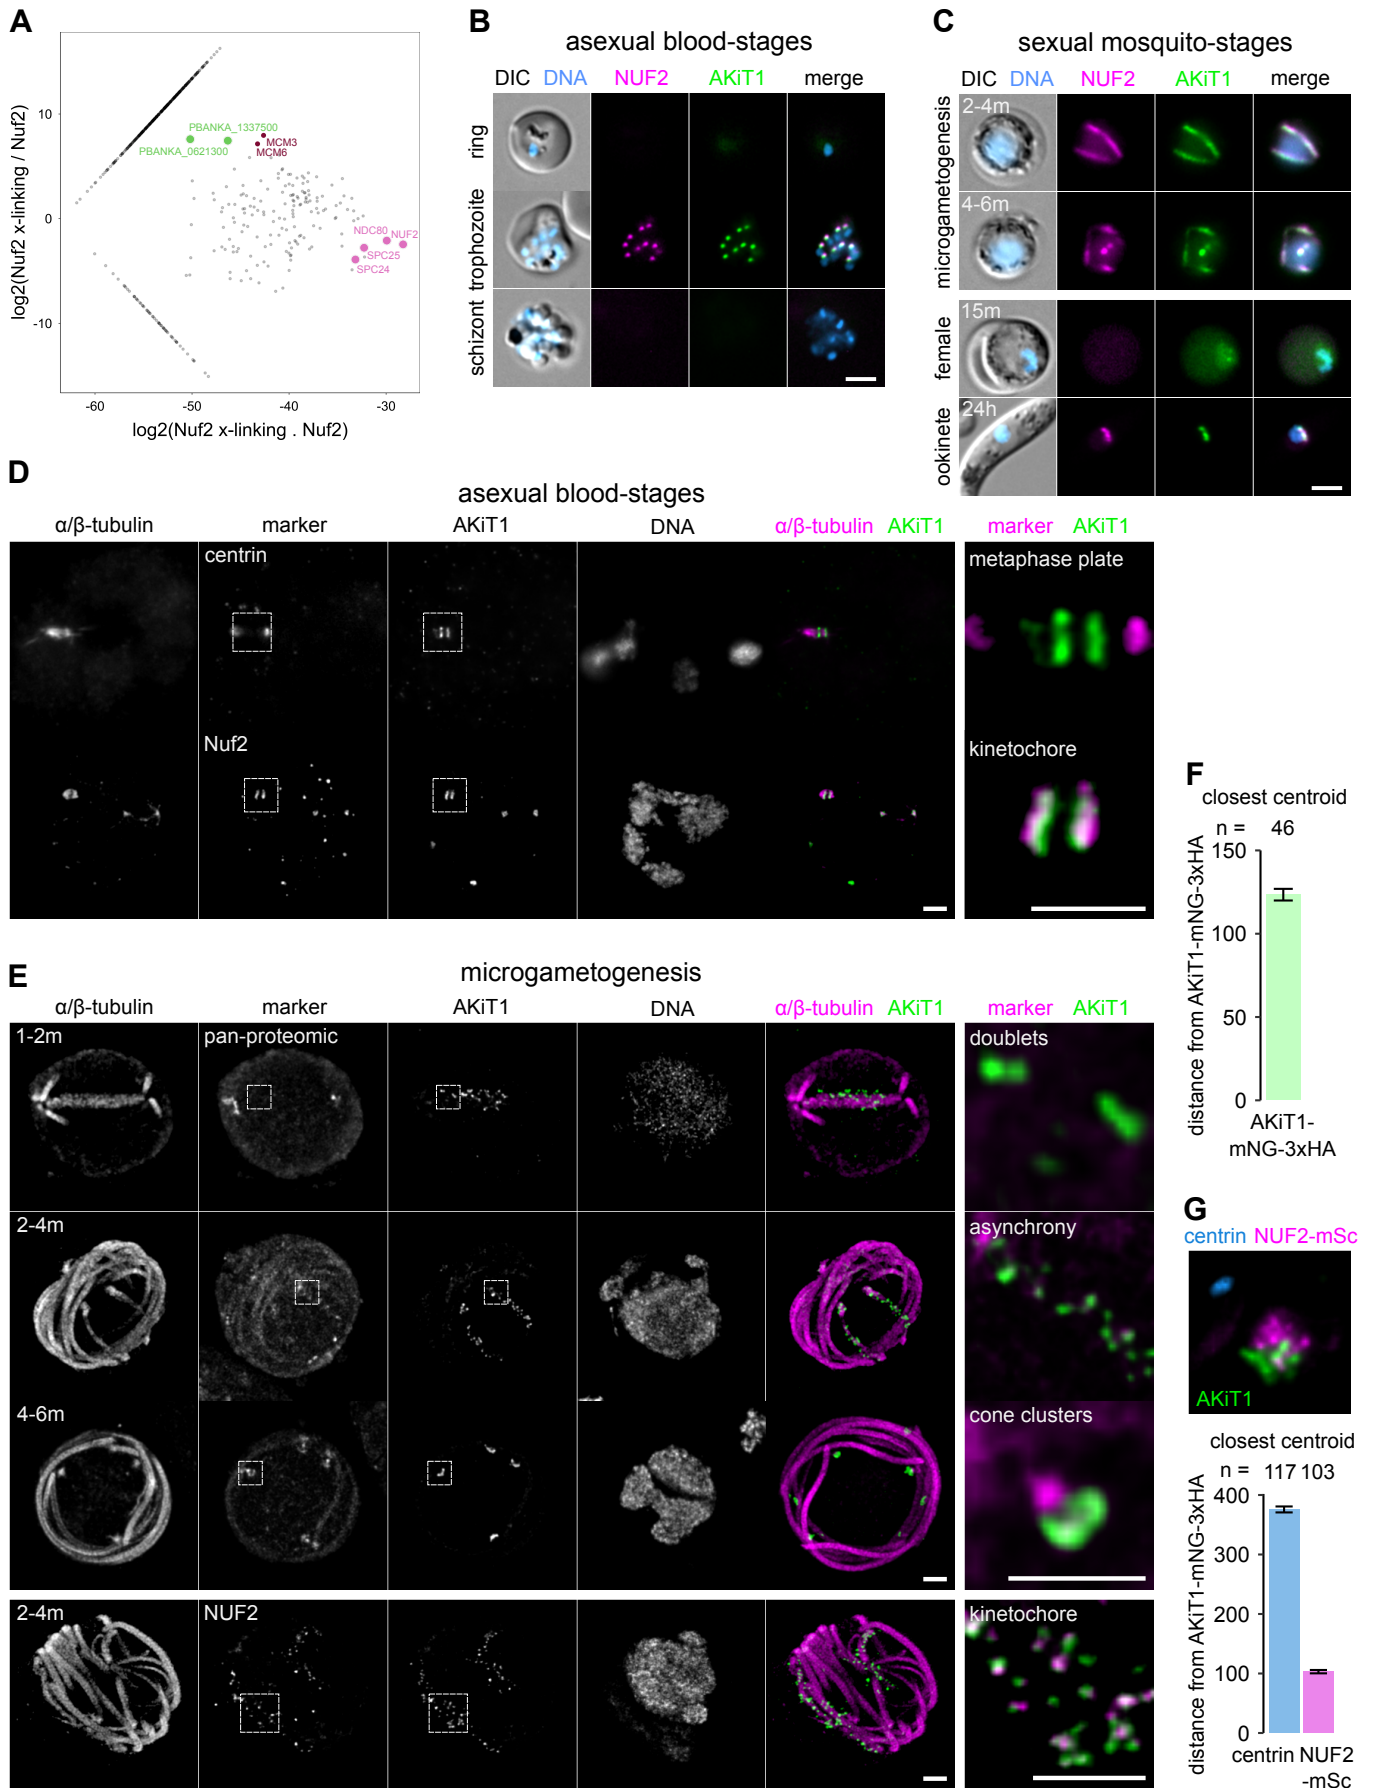 A
log2(Nuf2 x-linking / Nuf2)
10
0
-10
PBANKA_1337500
PBANKA_0621300
MCM3
MCM6
NDC80
NUF2
SPC25
SPC24
-60
-50
-40
-30
log2(Nuf2 x-linking . Nuf2)
B
asexual blood-stages
DIC DNA NUF2 AKiT1 merge
ring
trophozoite
schizont
C
sexual mosquito-stages
DIC DNA NUF2 AKiT1 merge
microgametogenesis
2-4m
4-6m
female
15m
ookinete
24h
D
asexual blood-stages
α/β-tubulin marker AKiT1 DNA α/β-tubulin AKiT1 marker AKiT1
centrin
metaphase plate
Nuf2
kinetochore
E
microgametogenesis
α/β-tubulin marker AKiT1 DNA α/β-tubulin AKiT1 marker AKiT1
1-2m
pan-proteomic
doublets
2-4m
asynchrony
4-6m
cone clusters
2-4m
NUF2
kinetochore
F
closest centroid
n = 46
distance from AKiT1-mNG-3xHA
150
100
50
0
AKiT1-
mNG-3xHA
G
centrin NUF2-mSc
AKiT1
closest centroid
n = 117 103
distance from AKiT1-mNG-3xHA
400
300
200
100
0
centrin NUF2
-mSc